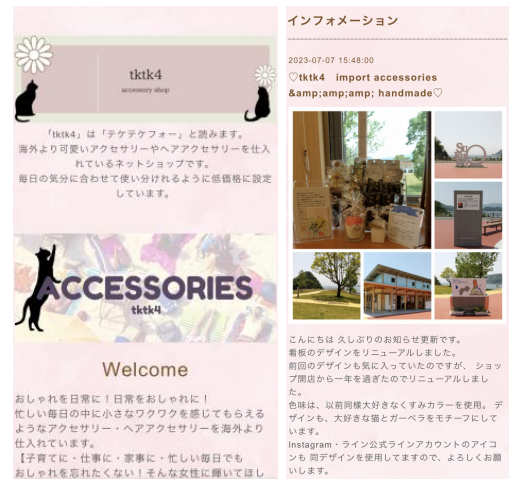 tktk4
accessory shop
「tktk4」は「テケテケフォー」と読みます。
海外より可愛いアクセサリーやヘアアクセサリーを仕入
れているネットショップです。
毎日の気分に合わせて使い分けれるように低価格に設定
しています。
ACCESSORIES
tktk4
Welcome
おしゃれを日常に！日常をおしゃれに！
忙しい毎日の中に小さなワクワクを感じてもらえる
ようなアクセサリー・ヘアアクセサリーを海外より
仕入れています。
【子育てに・仕事に・家事に・忙しい毎日でも
おしゃれを忘れたくない！そんな女性に輝いてほし
インフォメーション
2023-07-07 15:48:00
♡tktk4　import accessories
&amp;amp;amp; handmade♡
こんにちは 久しぶりのお知らせ更新です。
看板のデザインをリニューアルしました。
前回のデザインも気に入っていたのですが、 ショッ
プ開店から一年を過ぎたのでリニューアルしまし
た。
色味は、以前同様大好きなくすみカラーを使用。 デ
ザインも、大好きな猫とガーベラをモチーフにして
います。
Instagram・ライン公式ラインアカウントのアイコ
ンも 同デザインを使用してますので、よろしくお願
いします。